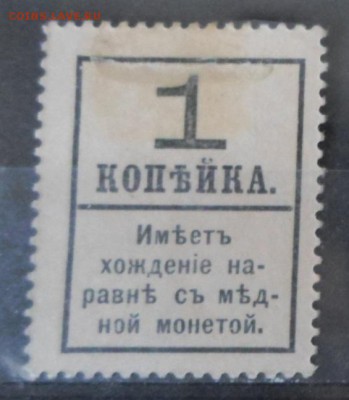 1
КОПѢЙКА.
Имѣетъ
хожденіе на-
равнѣ съ мѣд-
ной монетой.